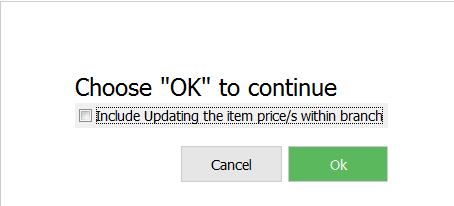 Choose "OK" to continue
Include Updating the item price/s within branch
Cancel Ok